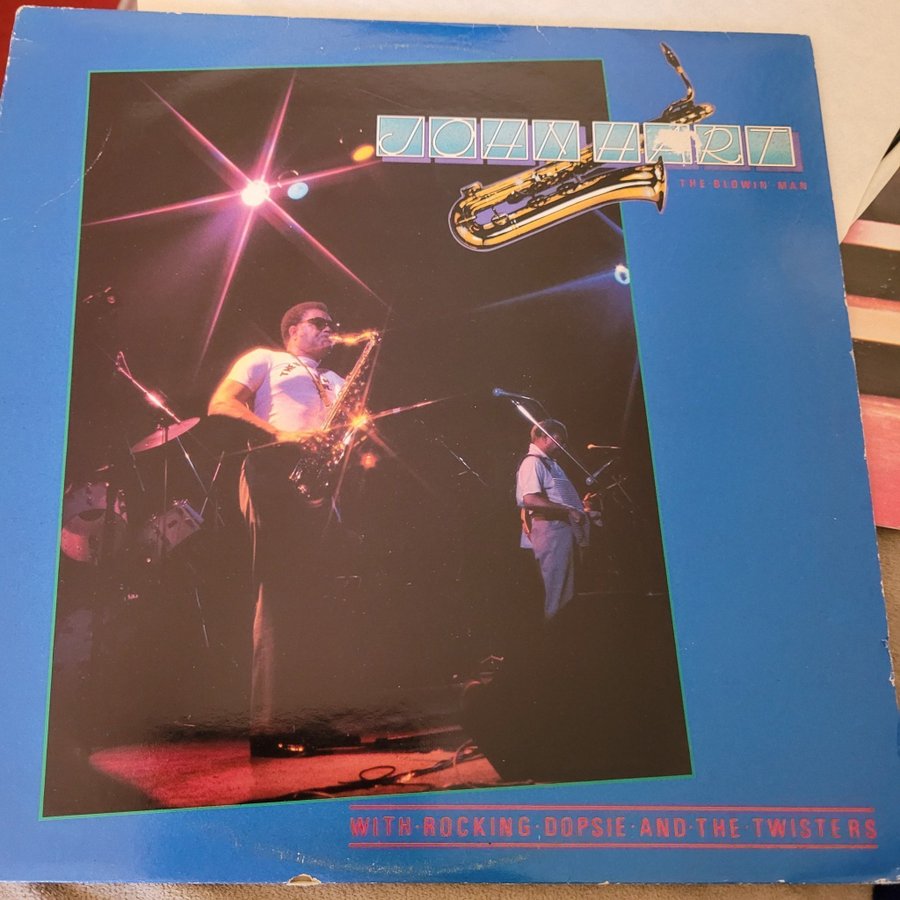 JOHN HART
THE·BLOWIN·MAN
WITH·ROCKING·DOPSIE·AND·THE·TWISTERS